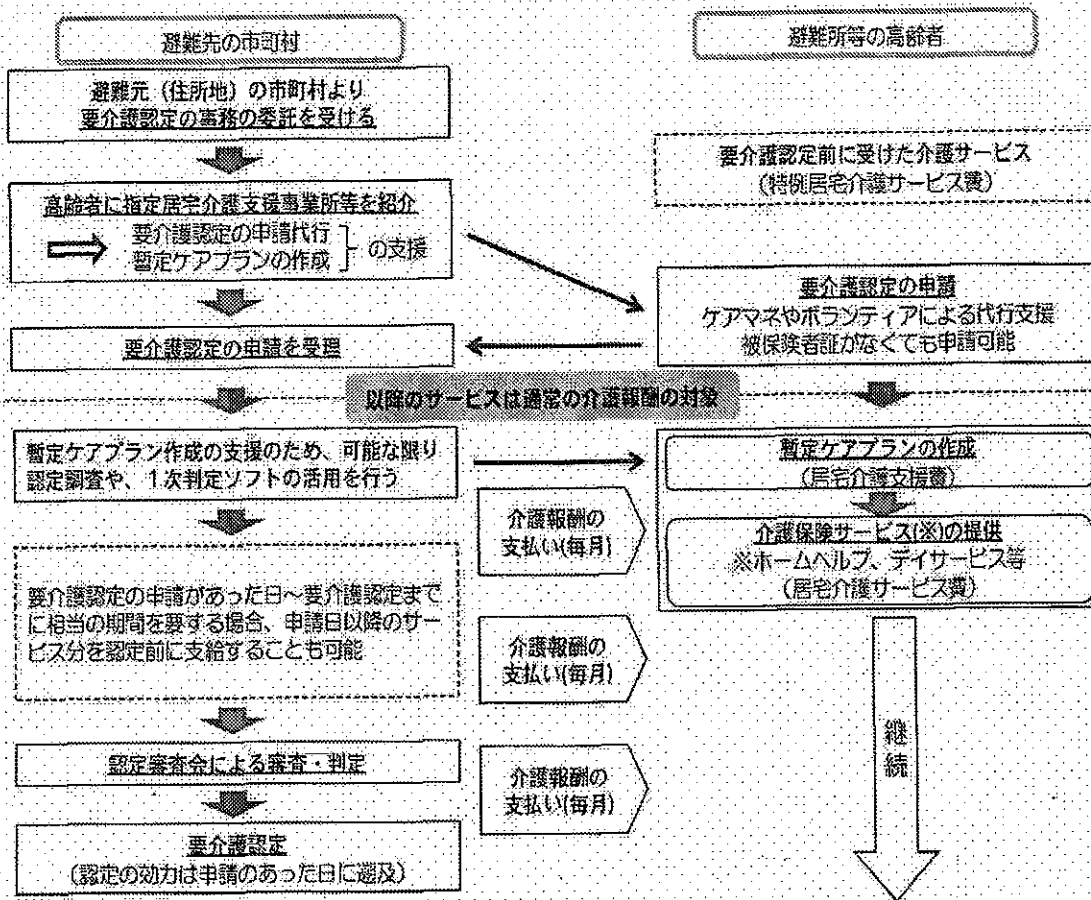 避難先の市町村
避難所等の高齢者
避難元（住所地）の市町村より
要介護認定の事務の委託を受ける
要介護認定前に受けた介護サービス
（特例居宅介護サービス費）
高齢者に指定居宅介護支援事業所等を紹介
要介護認定の申請代行
暫定ケアプランの作成
の支援
要介護認定の申請
ケアマネやボランティアによる代行支援
被保険者証がなくても申請可能
要介護認定の申請を受理
以降のサービスは通常の介護報酬の対象
暫定ケアプラン作成の支援のため、可能な限り
認定調査や、１次判定ソフトの活用を行う
暫定ケアプランの作成
（居宅介護支援費）
介護報酬の
支払い(毎月)
介護保険サービス(※)の提供
※ホームヘルプ、デイサービス等
（居宅介護サービス費）
要介護認定の申請があった日～要介護認定まで
に相当の期間を要する場合、申請日以降のサー
ビス分を認定前に支給することも可能
介護報酬の
支払い(毎月)
継続
認定審査会による審査・判定
介護報酬の
支払い(毎月)
要介護認定
（認定の効力は申請のあった日に遡及）